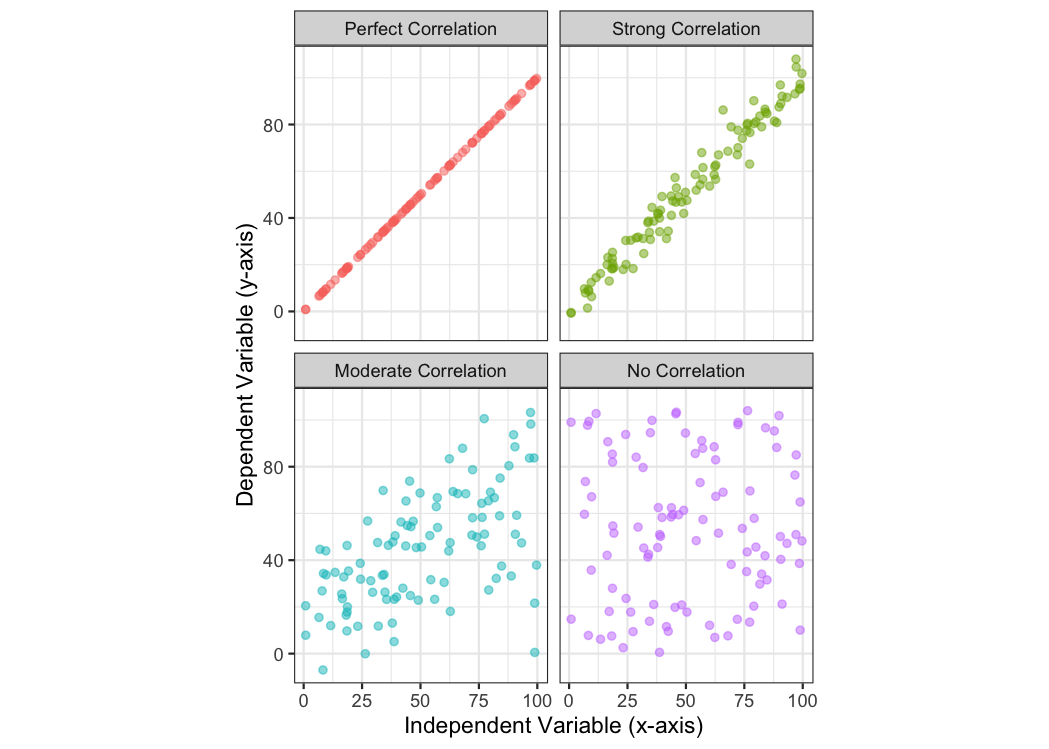 Perfect Correlation
Strong Correlation
80
40
0
Moderate Correlation
No Correlation
80
40
0
0
25
50
75
100
0
25
50
75
100
Dependent Variable (y-axis)
Independent Variable (x-axis)